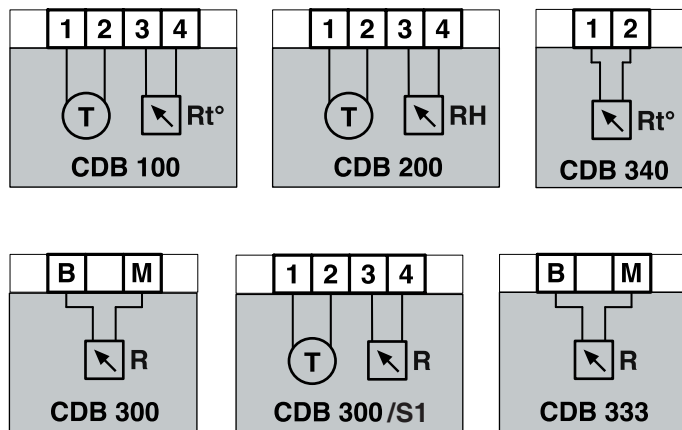 1 2 3 4
T Rt°
CDB 100
1 2 3 4
T RH
CDB 200
1 2
Rt°
CDB 340
B M
R
CDB 300
1 2 3 4
T R
CDB 300 /S1
B M
R
CDB 333